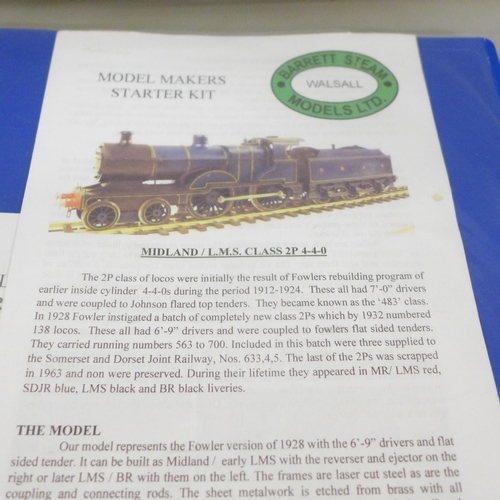 MODEL MAKERS
STARTER KIT
BARRETT STEAM
WALSALL
MODELS LTD.
MIDLAND / L.M.S. CLASS 2P 4-4-0
The 2P class of locos were initially the result of Fowlers rebuilding program of
earlier inside cylinder 4-4-0s during the period 1912-1924. These all had 7'-0" drivers
and were coupled to Johnson flared top tenders. They became known as the '483' class.
In 1928 Fowler instigated a batch of completely new class 2Ps which by 1932 numbered
138 locos. These all had 6'-9" drivers and were coupled to fowlers flat sided tenders.
They carried running numbers 563 to 700. Included in this batch were three supplied to
the Somerset and Dorset Joint Railway, Nos. 633,4,5. The last of the 2Ps was scrapped
in 1963 and non were preserved. During their lifetime they appeared in MR/ LMS red,
SDJR blue, LMS black and BR black liveries.
THE MODEL
Our model represents the Fowler version of 1928 with the 6'-9" drivers and flat
sided tender. It can be built as Midland / early LMS with the reverser and ejector on the
right or later LMS / BR with them on the left. The frames are laser cut steel as are the
coupling and connecting rods. The sheet metalwork is etched from brass with all